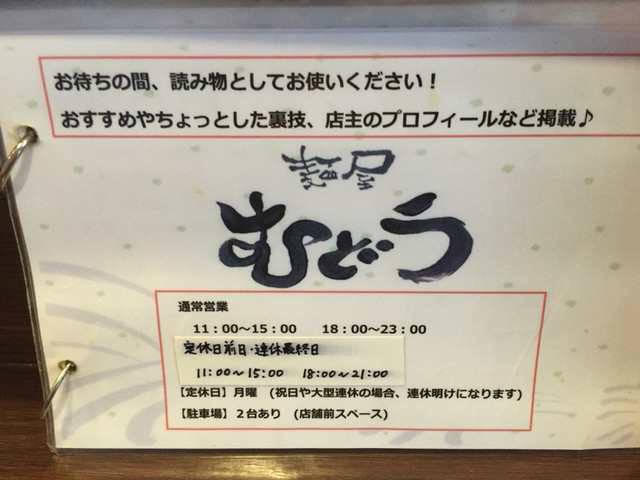 お待ちの間、読み物としてお使いください！
おすすめやちょっとした裏技、店主のプロフィールなど掲載♪
麺屋
むどう
通常営業
11：00～15：00　18：00～23：00
定休日前日・連休最終日
11:00～15:00　18:00～21:00
【定休日】月曜　(祝日や大型連休の場合、連休明けになります)
【駐車場】２台あり　(店舗前スペース)